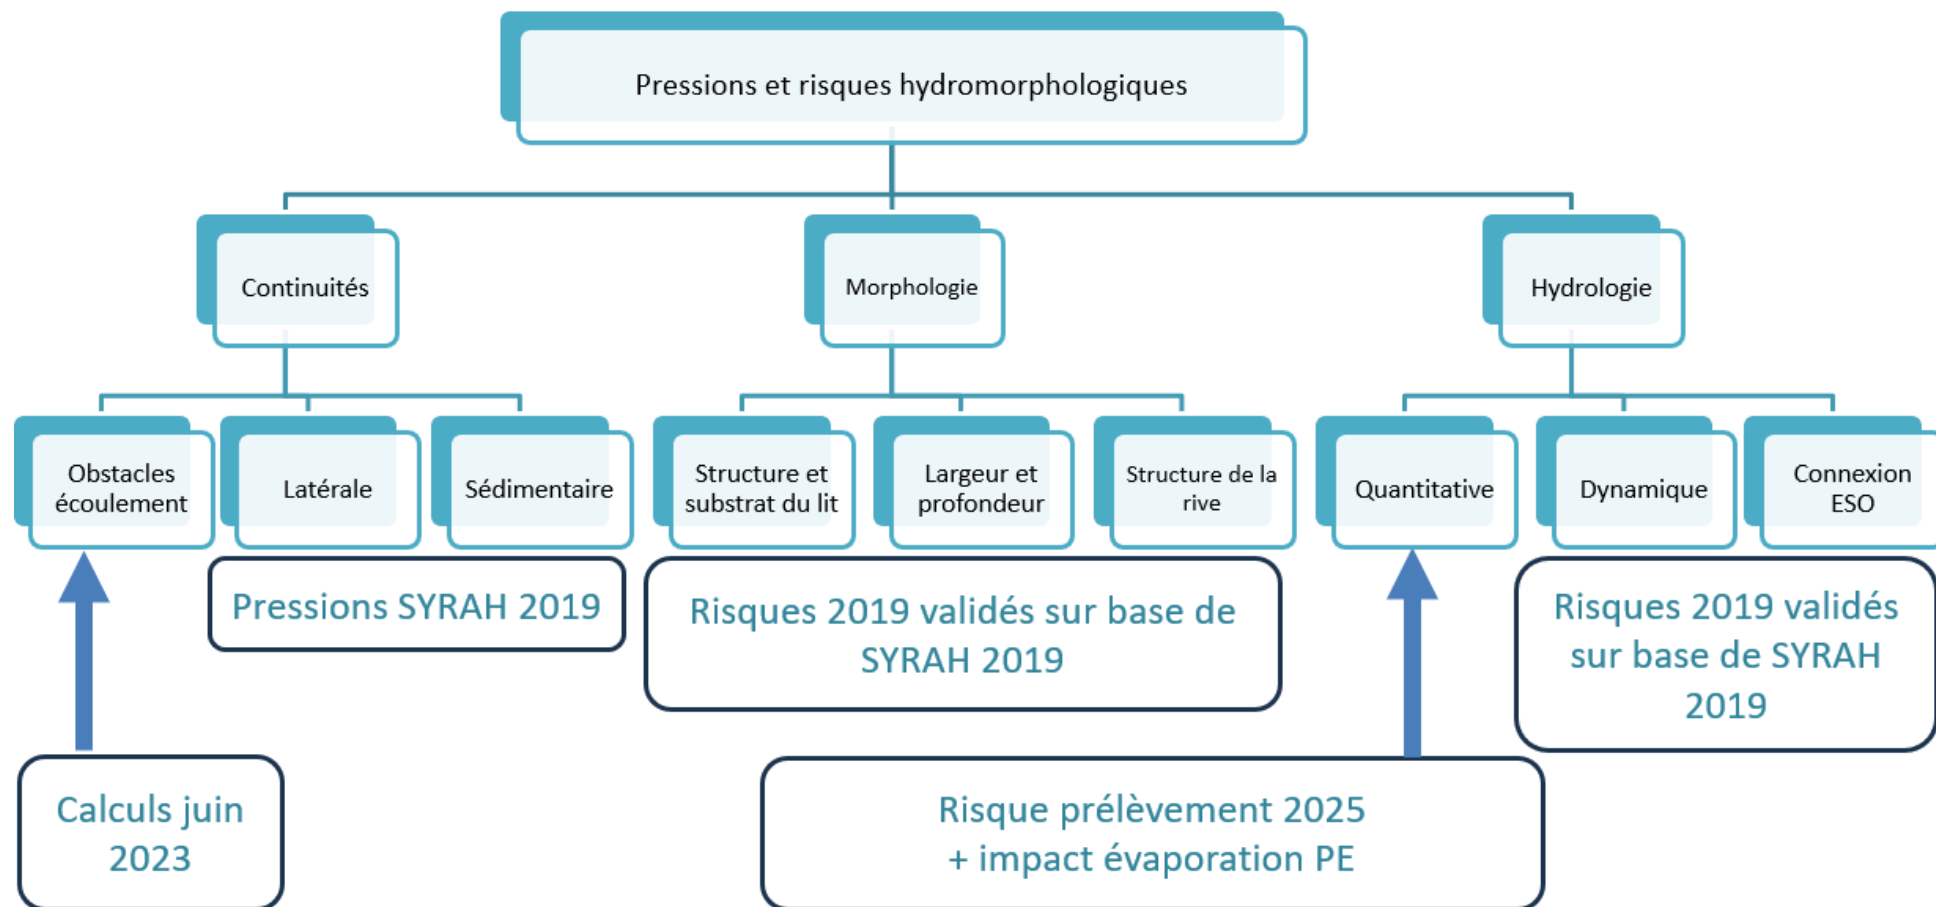 Pressions et risques hydromorphologiques
Continuités
Morphologie
Hydrologie
Obstacles
écoulement
Latérale
Sédimentaire
Structure et
substrat du lit
Largeur et
profondeur
Structure de la
rive
Quantitative
Dynamique
Connexion
ESO
Pressions SYRAH 2019
Risques 2019 validés sur base de
SYRAH 2019
Risques 2019 validés
sur base de SYRAH
2019
Calculs juin
2023
Risque prélèvement 2025
+ impact évaporation PE